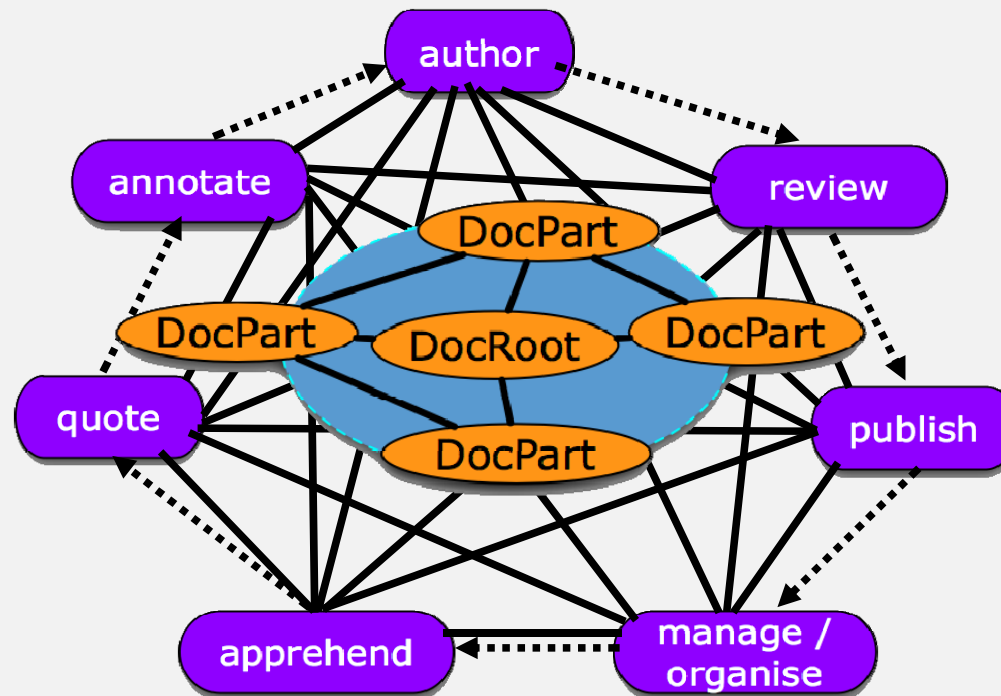 author
annotate
review
DocPart
DocPart
DocRoot
DocPart
quote
publish
DocPart
apprehend
manage /
organise